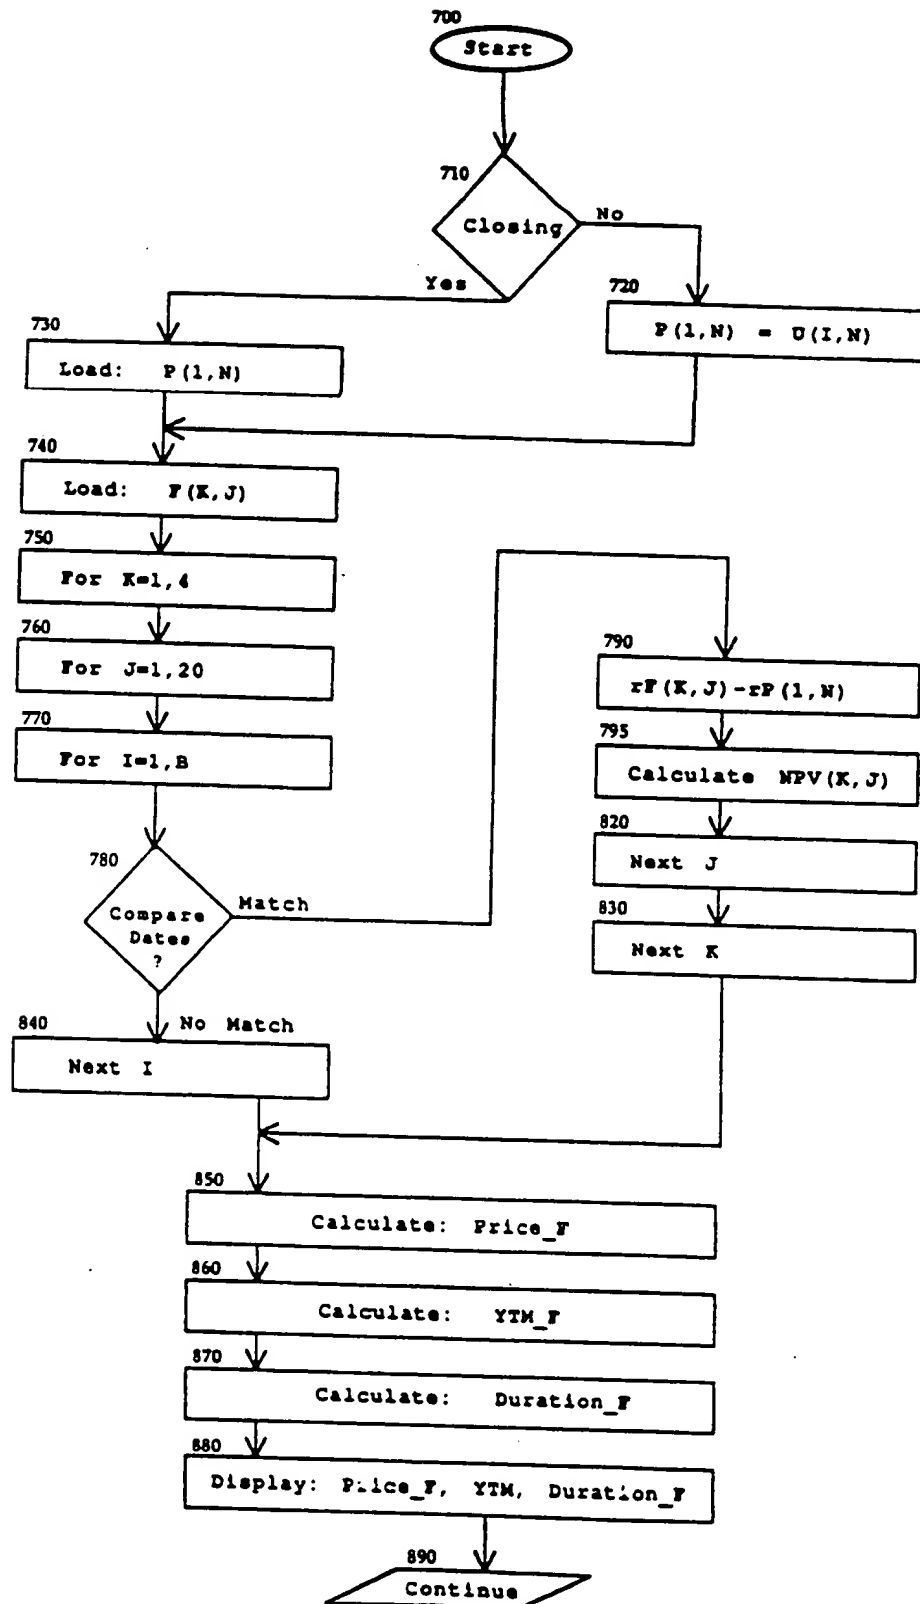 700
Start
710
Closing
No
Yes
720
P(1,N) = U(I,N)
730
Load: P(1,N)
740
Load: F(K,J)
750
For K=1,4
760
For J=1,20
770
For I=1,B
780
Compare
Dates
?
Match
No Match
790
rF(K,J)-rP(1,N)
795
Calculate NPV(K,J)
820
Next J
830
Next K
840
Next I
850
Calculate: Price_F
860
Calculate: YTM_F
870
Calculate: Duration_F
880
Display: Price_F, YTM, Duration_F
890
Continue